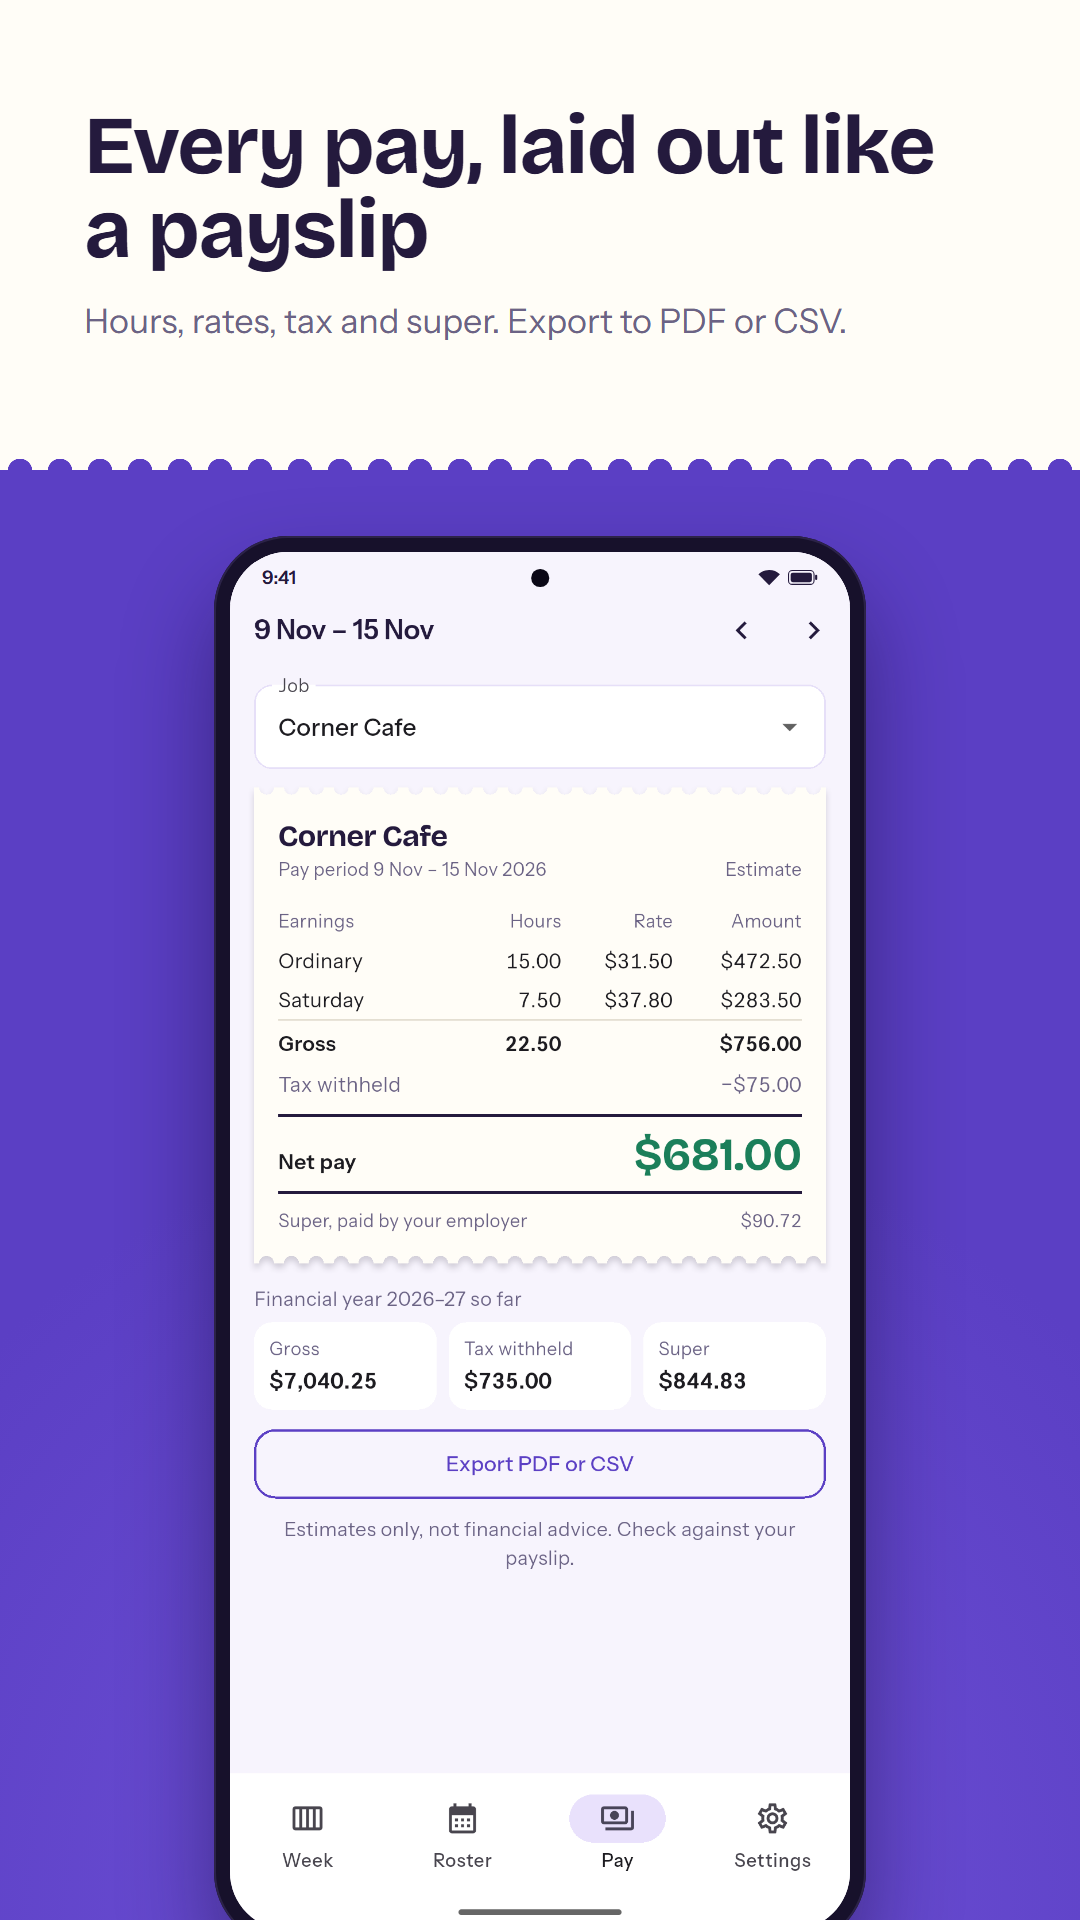 Every pay, laid out like
a payslip
Hours, rates, tax and super. Export to PDF or CSV.
9:41
9 Nov – 15 Nov
Job
Corner Cafe
Corner Cafe
Pay period 9 Nov – 15 Nov 2026 Estimate
Earnings Hours Rate Amount
Ordinary 15.00 $31.50 $472.50
Saturday 7.50 $37.80 $283.50
Gross 22.50 $756.00
Tax withheld −$75.00
Net pay $681.00
Super, paid by your employer $90.72
Financial year 2026–27 so far
Gross Tax withheld Super
$7,040.25 $735.00 $844.83
Export PDF or CSV
Estimates only, not financial advice. Check against your
payslip.
Week Roster Pay Settings